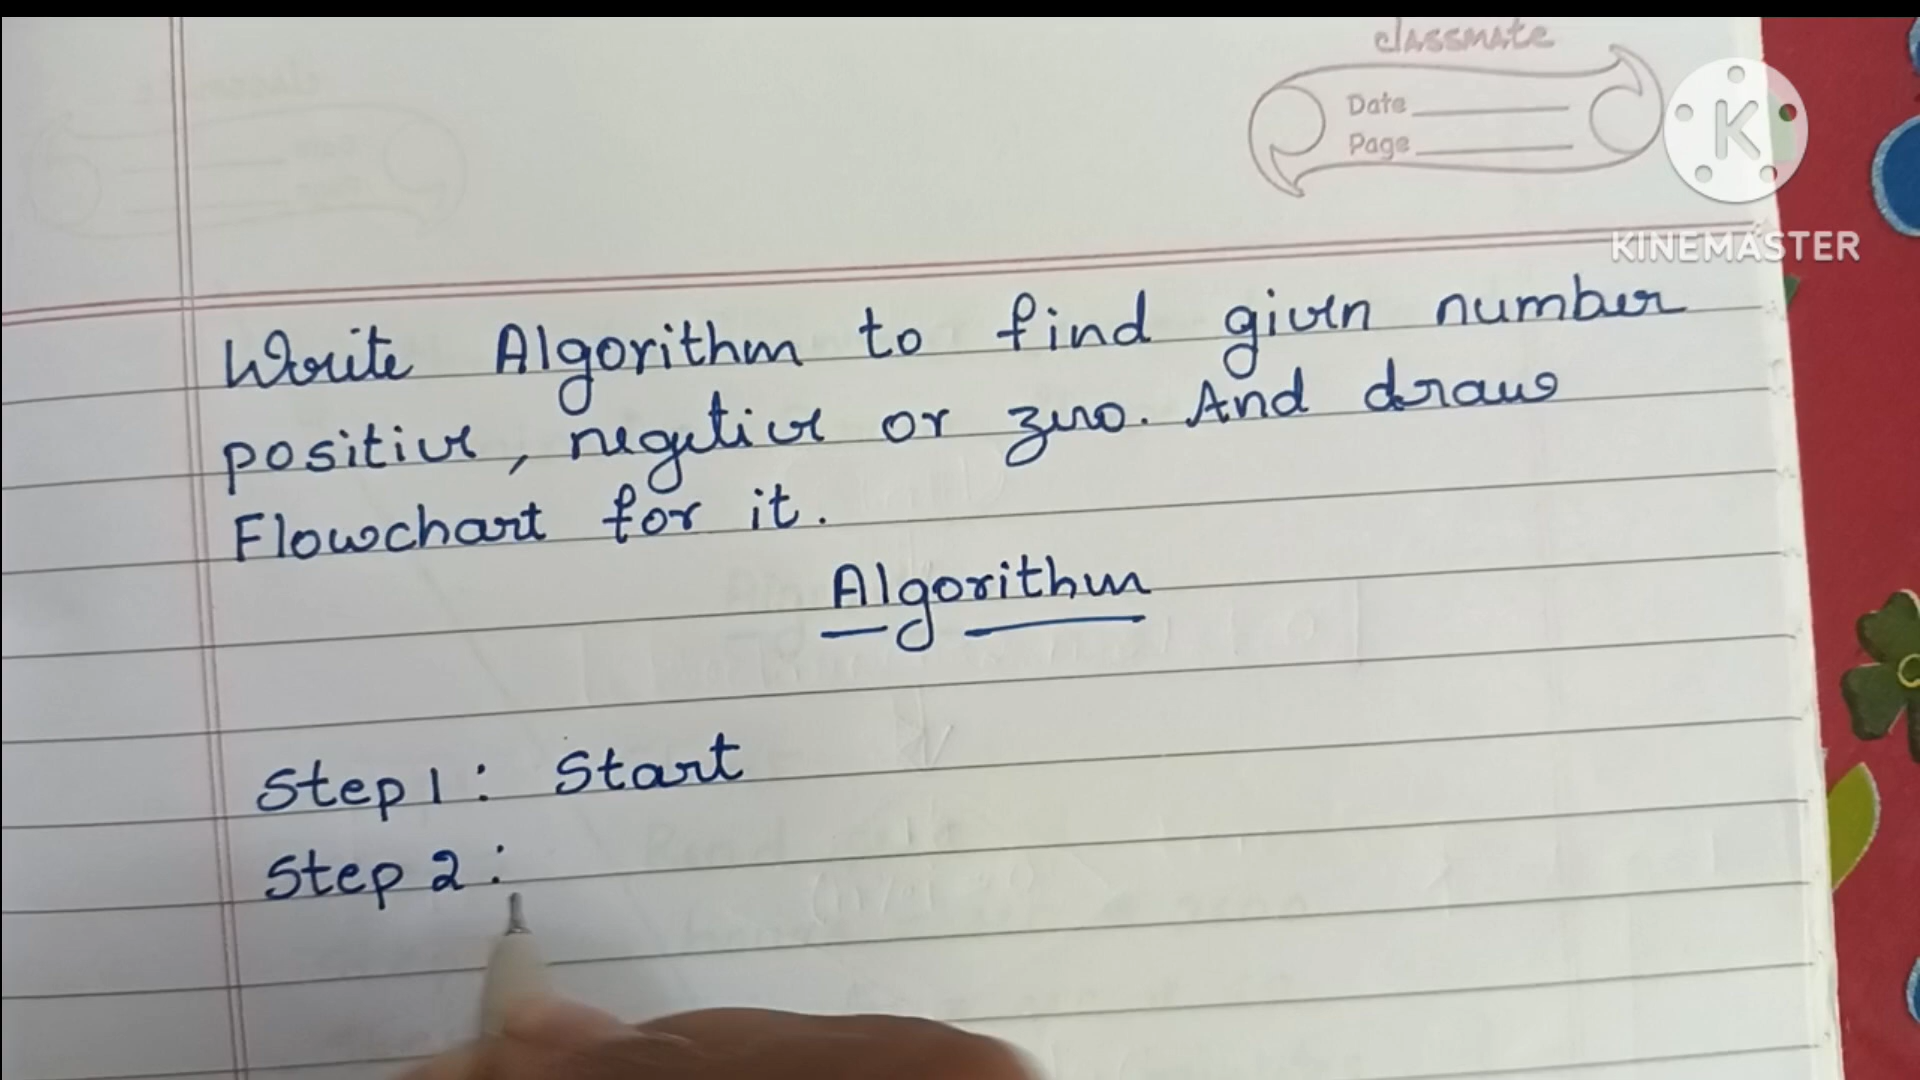 classmate
Date
Page
K
KINEMASTER
Write Algorithm to find given number
positive, negetive or zero. And draw
Flowchart for it.
Algorithm
Step 1 : Start
Step 2 :